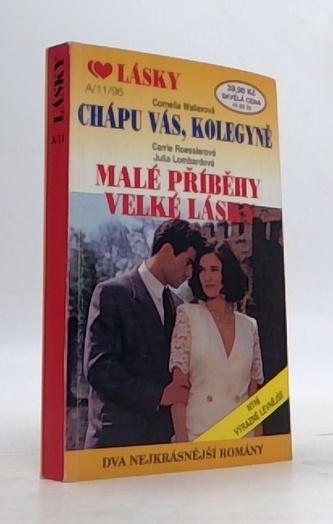 LÁSKY
A/11/96
39,90 Kč
SKVĚLÁ CENA
Cornelia Wallerová
CHÁPU VÁS, KOLEGYNĚ
Carrie Roesslerová
Julia Lombardová
MALÉ PŘÍBĚHY
VELKÉ LÁSKY
NYNÍ
VÝRAZNĚ LEVNĚJŠÍ
DVA NEJKRÁSNĚJŠÍ ROMÁNY
LÁSKY